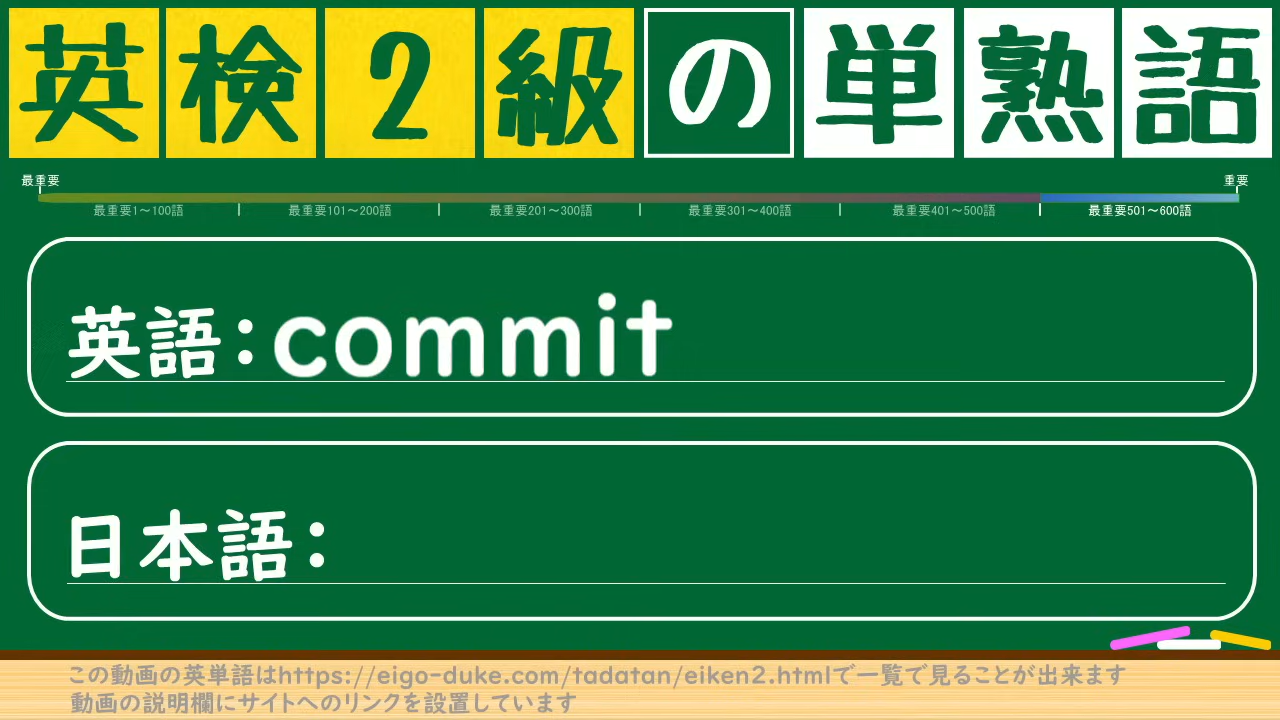 英検2級の単熟語
最重要 重要
最重要1～100語 最重要101～200語 最重要201～300語 最重要301～400語 最重要401～500語 最重要501～600語
英語：commit
日本語：
この動画の英単語はhttps://eigo-duke.com/tadatan/eiken2.htmlで一覧で見ることが出来ます
動画の説明欄にサイトへのリンクを設置しています